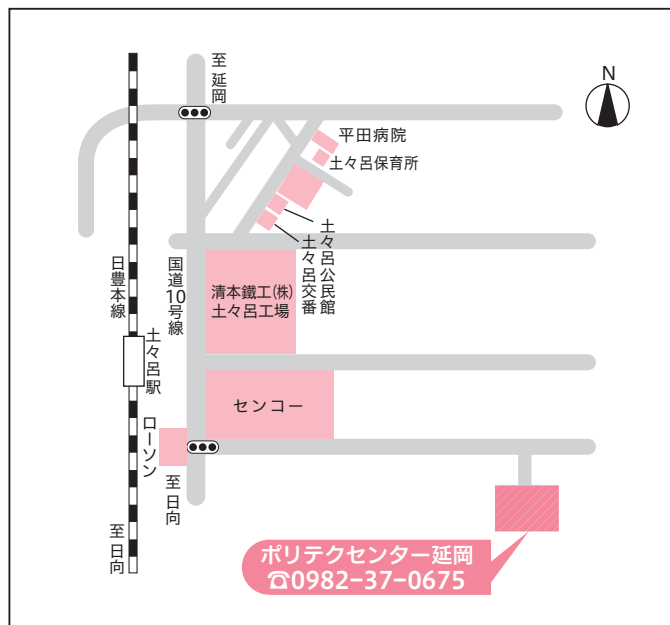 至延岡
N
平田病院
土々呂保育所
土々呂公民館
土々呂交番
日豊本線
国道10号線
清本鐵工(株)
土々呂工場
土々呂駅
センコー
ローソン
至日向
至日向
ポリテクセンター延岡
☎0982-37-0675